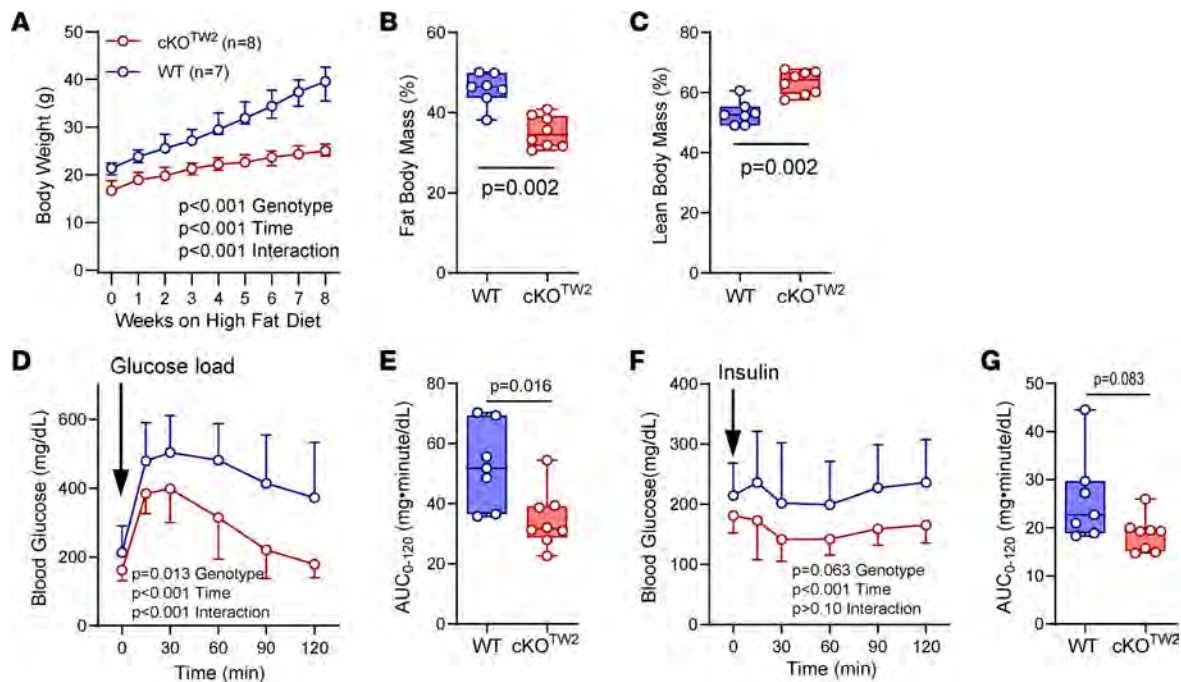 A
Body Weight (g)
50
40
30
20
10
0
cKO^TW2 (n=8)
WT (n=7)
p<0.001 Genotype
p<0.001 Time
p<0.001 Interaction
0 1 2 3 4 5 6 7 8
Weeks on High Fat Diet
B
Fat Body Mass (%)
60
40
20
0
p=0.002
WT cKO^TW2
C
Lean Body Mass (%)
80
60
40
20
0
p=0.002
WT cKO^TW2
D
Glucose load
Blood Glucose (mg/dL)
600
400
200
0
p=0.013 Genotype
p<0.001 Time
p<0.001 Interaction
0 30 60 90 120
Time (min)
E
AUC0-120 (mg•minute/dL)
80
60
40
20
0
p=0.016
WT cKO^TW2
F
Insulin
Blood Glucose(mg/dL)
400
300
200
100
0
p=0.063 Genotype
p<0.001 Time
p>0.10 Interaction
0 30 60 90 120
Time (min)
G
AUC0-120 (mg•minute/dL)
50
40
30
20
10
0
p=0.083
WT cKO^TW2